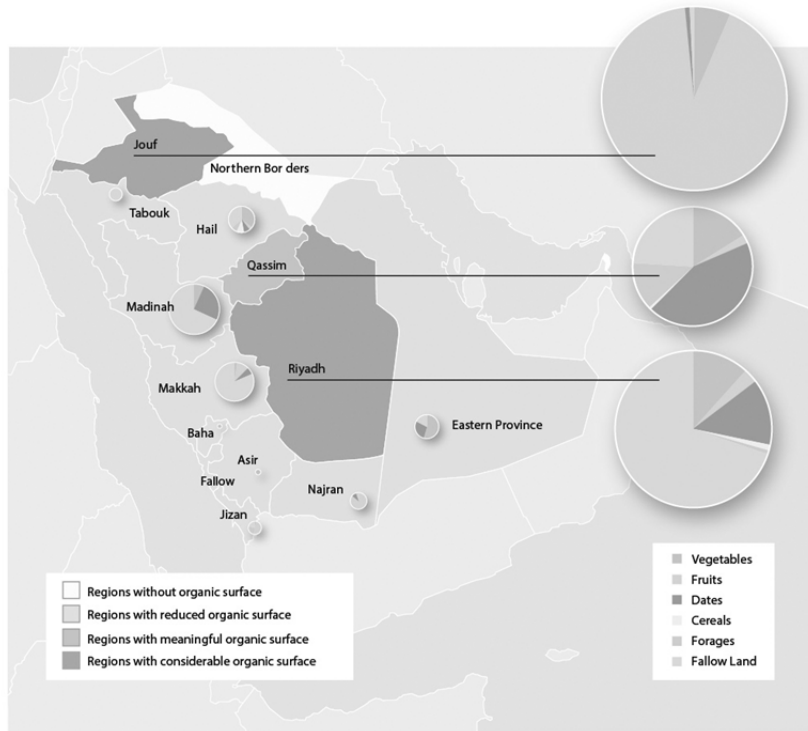 Jouf
Northern Bor ders
Tabouk
Hail
Qassim
Madinah
Riyadh
Makkah
Baha
Eastern Province
Asir
Fallow
Najran
Jizan
Regions without organic surface
Regions with reduced organic surface
Regions with meaningful organic surface
Regions with considerable organic surface
Vegetables
Fruits
Dates
Cereals
Forages
Fallow Land